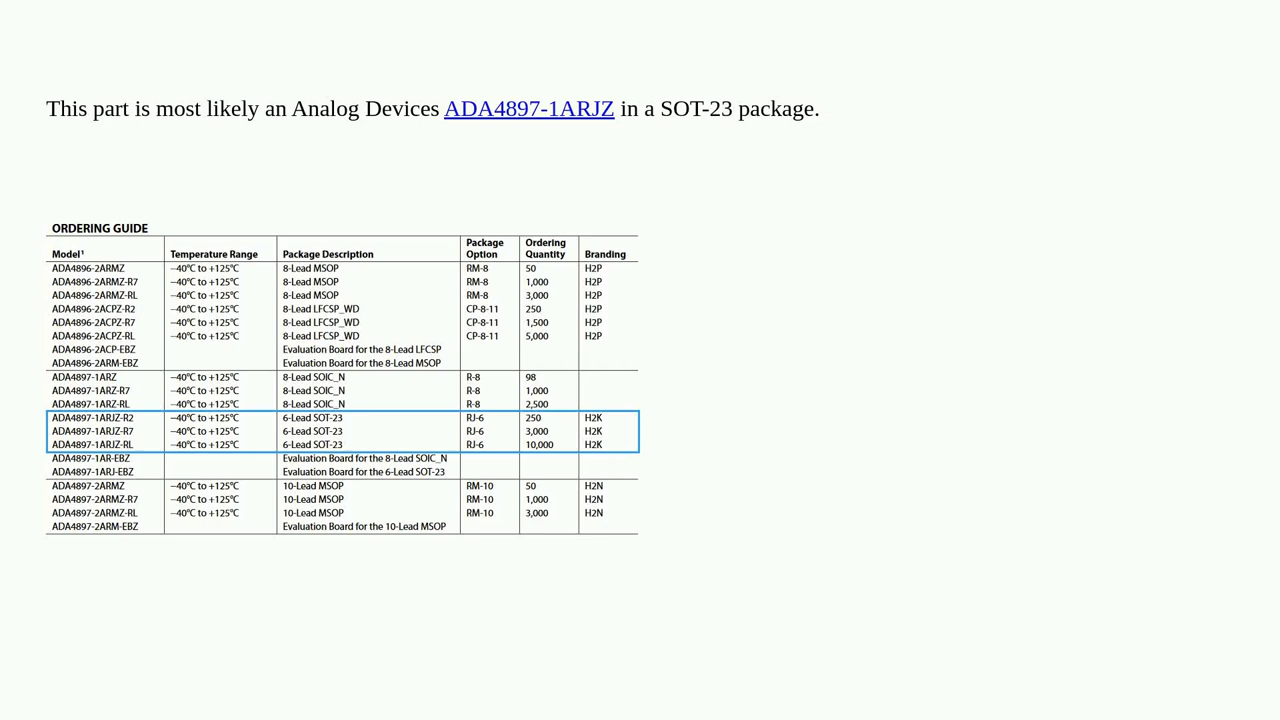 This part is most likely an Analog Devices ADA4897-1ARJZ in a SOT-23 package.
ORDERING GUIDE
Model¹ Temperature Range Package Description Package Option Ordering Quantity Branding
ADA4896-2ARMZ −40°C to +125°C 8-Lead MSOP RM-8 50 H2P
ADA4896-2ARMZ-R7 −40°C to +125°C 8-Lead MSOP RM-8 1,000 H2P
ADA4896-2ARMZ-RL −40°C to +125°C 8-Lead MSOP RM-8 3,000 H2P
ADA4896-2ACPZ-R2 −40°C to +125°C 8-Lead LFCSP_WD CP-8-11 250 H2P
ADA4896-2ACPZ-R7 −40°C to +125°C 8-Lead LFCSP_WD CP-8-11 1,500 H2P
ADA4896-2ACPZ-RL −40°C to +125°C 8-Lead LFCSP_WD CP-8-11 5,000 H2P
ADA4896-2ACP-EBZ Evaluation Board for the 8-Lead LFCSP
ADA4896-2ARM-EBZ Evaluation Board for the 8-Lead MSOP
ADA4897-1ARZ −40°C to +125°C 8-Lead SOIC_N R-8 98
ADA4897-1ARZ-R7 −40°C to +125°C 8-Lead SOIC_N R-8 1,000
ADA4897-1ARZ-RL −40°C to +125°C 8-Lead SOIC_N R-8 2,500
ADA4897-1ARJZ-R2 −40°C to +125°C 6-Lead SOT-23 RJ-6 250 H2K
ADA4897-1ARJZ-R7 −40°C to +125°C 6-Lead SOT-23 RJ-6 3,000 H2K
ADA4897-1ARJZ-RL −40°C to +125°C 6-Lead SOT-23 RJ-6 10,000 H2K
ADA4897-1AR-EBZ Evaluation Board for the 8-Lead SOIC_N
ADA4897-1ARJ-EBZ Evaluation Board for the 6-Lead SOT-23
ADA4897-2ARMZ −40°C to +125°C 10-Lead MSOP RM-10 50 H2N
ADA4897-2ARMZ-R7 −40°C to +125°C 10-Lead MSOP RM-10 1,000 H2N
ADA4897-2ARMZ-RL −40°C to +125°C 10-Lead MSOP RM-10 3,000 H2N
ADA4897-2ARM-EBZ Evaluation Board for the 10-Lead MSOP